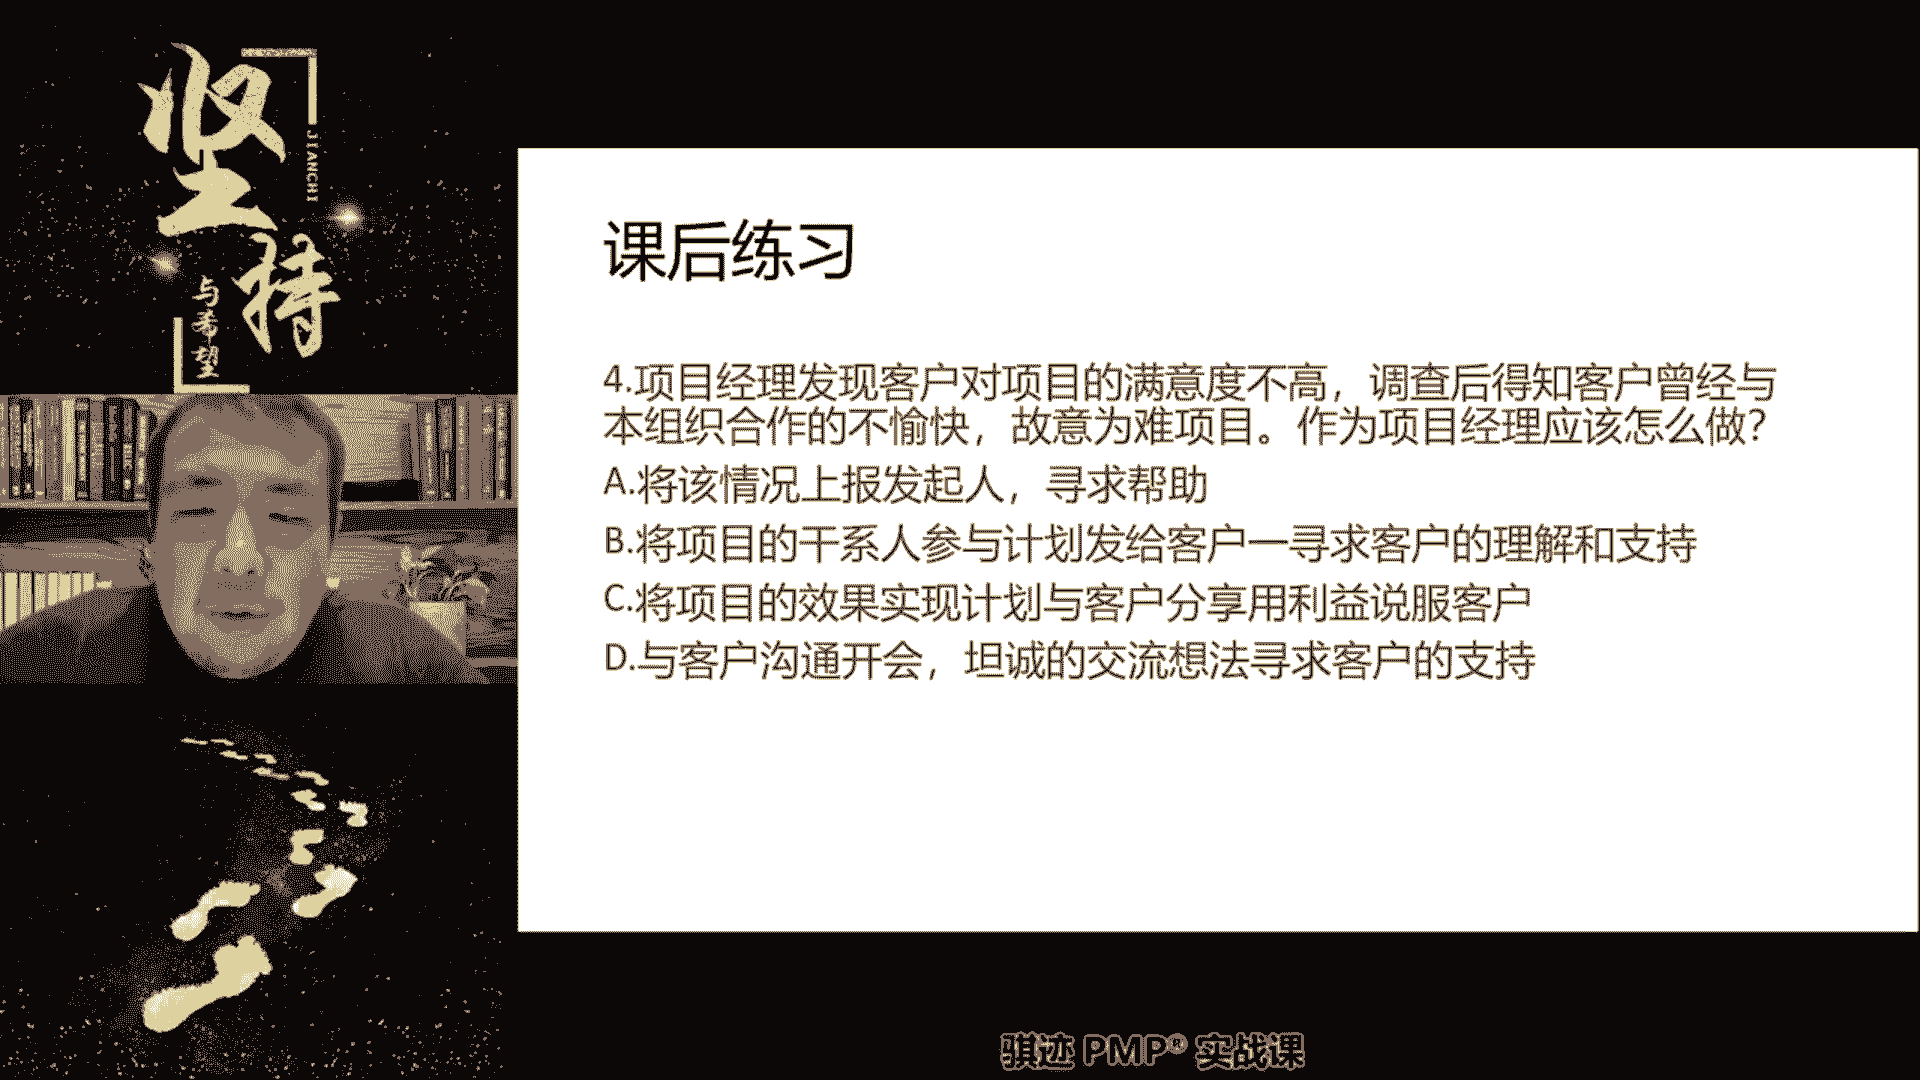 坚持
JIANCHI
与希望
课后练习
4.项目经理发现客户对项目的满意度不高，调查后得知客户曾经与
本组织合作的不愉快，故意为难项目。作为项目经理应该怎么做？
A.将该情况上报发起人，寻求帮助
B.将项目的干系人参与计划发给客户一寻求客户的理解和支持
C.将项目的效果实现计划与客户分享用利益说服客户
D.与客户沟通开会，坦诚的交流想法寻求客户的支持
骐迹 PMP® 实战课